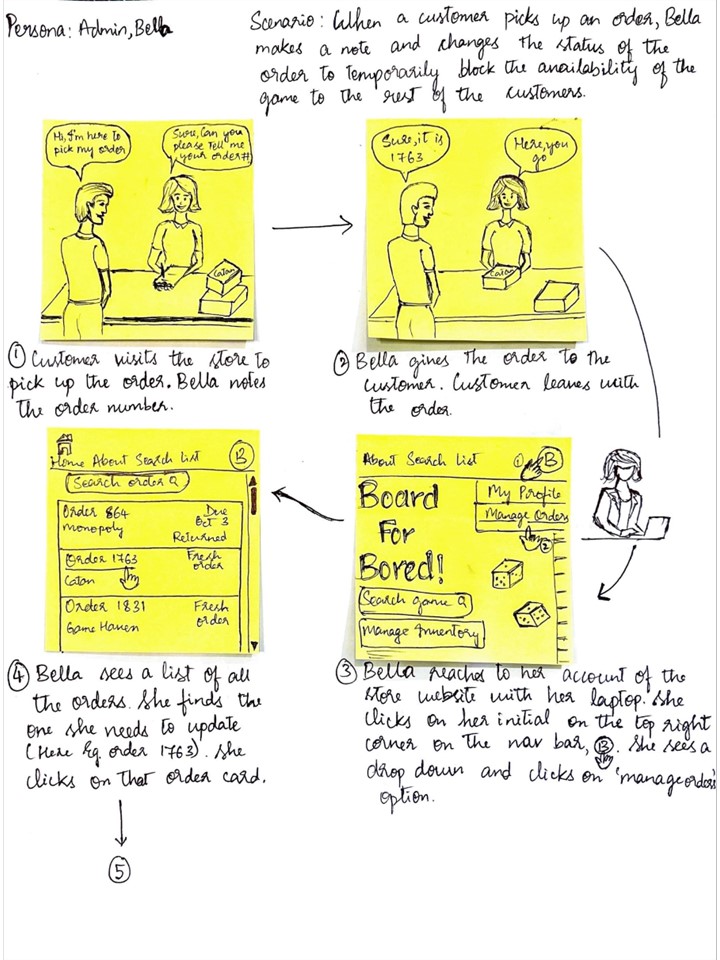 Persona: Admin, Bella
Scenario: When a customer picks up an order, Bella
makes a note and changes the status of the
order to temporarily block the availability of the
game to the rest of the customers.
Hi, I'm here to
pick my order
Sure, Can you
please tell me
your order#
Catan
Sure, it is
1763
Here, you
go
Catan
① Customer visits the store to
pick up the order. Bella notes
the order number.
② Bella gives the order to the
customer. Customer leaves with
the order.
About Search List
① B
My Profile
Manage Orders
②
Board
For
Bored!
Search game
Manage Inventory
③ Bella reaches to her account of the
store website with her laptop. She
clicks on her initial on the top right
corner on the nav bar, B. She sees a
drop down and clicks on 'manage orders'
option.
Home About Search List
B
Search order
Order 864
Monopoly
Due
Oct 3
Returned
Order 1763
Catan
Fresh
order
Order 1831
Game Haven
Fresh
order
④ Bella sees a list of all
the orders. She finds the
one she needs to update
(Here Eg order 1763). She
clicks on that order card.
⑤